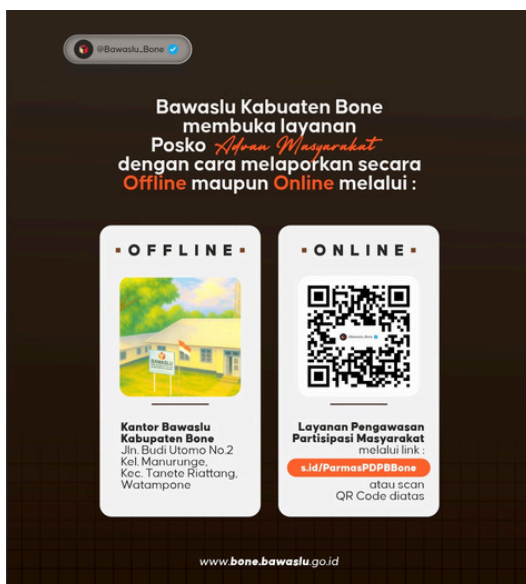 @Bawaslu_Bone
Bawaslu Kabuaten Bone
membuka layanan
Posko Aduan Masyarakat
dengan cara melaporkan secara
Offline maupun Online melalui :
OFFLINE
ONLINE
BAWASLU
@Bawaslu_Bone
Kantor Bawaslu
Kabupaten Bone
Jln. Budi Utomo No.2
Kel. Manurunge,
Kec. Tanete Riattang,
Watampone
Layanan Pengawasan
Partisipasi Masyarakat
melalui link :
s.id/ParmasPDPBBone
atau scan
QR Code diatas
www.bone.bawaslu.go.id